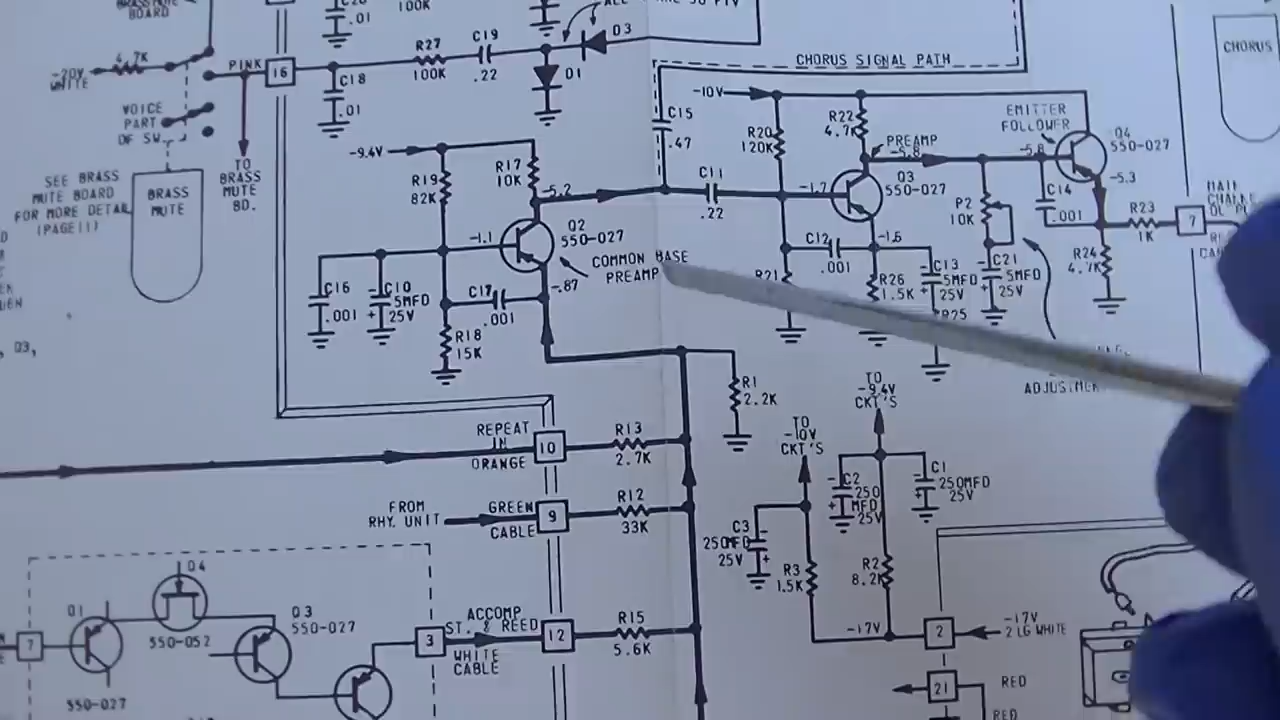 BOARD
.01
100K
4.7K
-20V
WHITE
PINK
16
R27
100K
C19
.22
D3
D1
C18
.01
VOICE
PART
OF SW.
TO
BRASS
MUTE
BD.
SEE BRASS
MUTE BOARD
FOR MORE DETAIL
(PAGE 11)
BRASS
MUTE
CHORUS SIGNAL PATH
CHORUS
-9.4V
R19
82K
R17
10K
-5.2
Q2
550-027
-1.1
COMMON BASE
PREAMP
-.87
C16
.001
C10
5MFD
25V
C17
.001
R18
15K
C15
.47
C11
.22
-10V
R20
120K
R22
4.7K
PREAMP
-5.8
Q3
550-027
-1.7
-1.6
C12
.001
R21
R26
1.5K
C13
5MFD
25V
R25
P2
10K
C21
5MFD
25V
EMITTER
FOLLOWER
-5.8
Q4
550-027
-5.3
C14
.001
R23
1K
7
R24
4.7K
R1
2.2K
REPEAT
IN
ORANGE
10
R13
2.7K
FROM
RHY. UNIT
GREEN
CABLE
9
R12
33K
ACCOMP
ST. & REED
WHITE
CABLE
3
12
R15
5.6K
TO
-10V
CKT'S
TO
-9.4V
CKT'S
C3
250MFD
25V
C2
250
MFD
25V
C1
250MFD
25V
R3
1.5K
R2
8.2K
-17V
2
-17V
2 LG WHITE
21
RED
RED
7
Q1
550-027
Q4
550-052
Q3
550-027